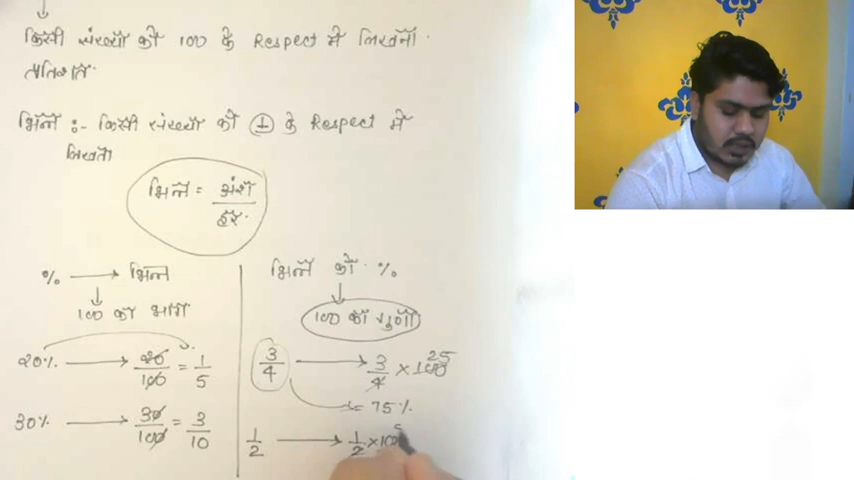 किसी संख्या को 100 के Respect में लिखना
प्रतिशत
भिन्न :- किसी संख्या को 1 के Respect में
लिखना
भिन्न = अंश / हर
% → भिन्न
↓
100 का भाग
20% → 20/100 = 1/5
30% → 30/100 = 3/10
भिन्न को %
↓
100 का गुणा
3/4 → 3/4 × 100 25
= 75%
1/2 → 1/2 × 100